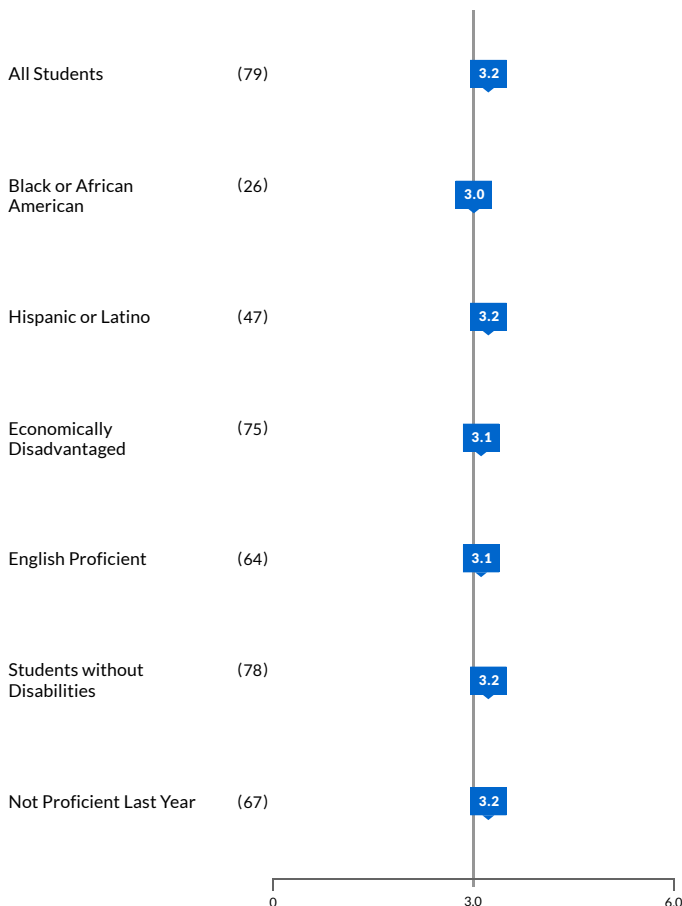 All Students (79) 3.2
Black or African (26) 3.0
American
Hispanic or Latino (47) 3.2
Economically (75) 3.1
Disadvantaged
English Proficient (64) 3.1
Students without (78) 3.2
Disabilities
Not Proficient Last Year (67) 3.2
0 3.0 6.0